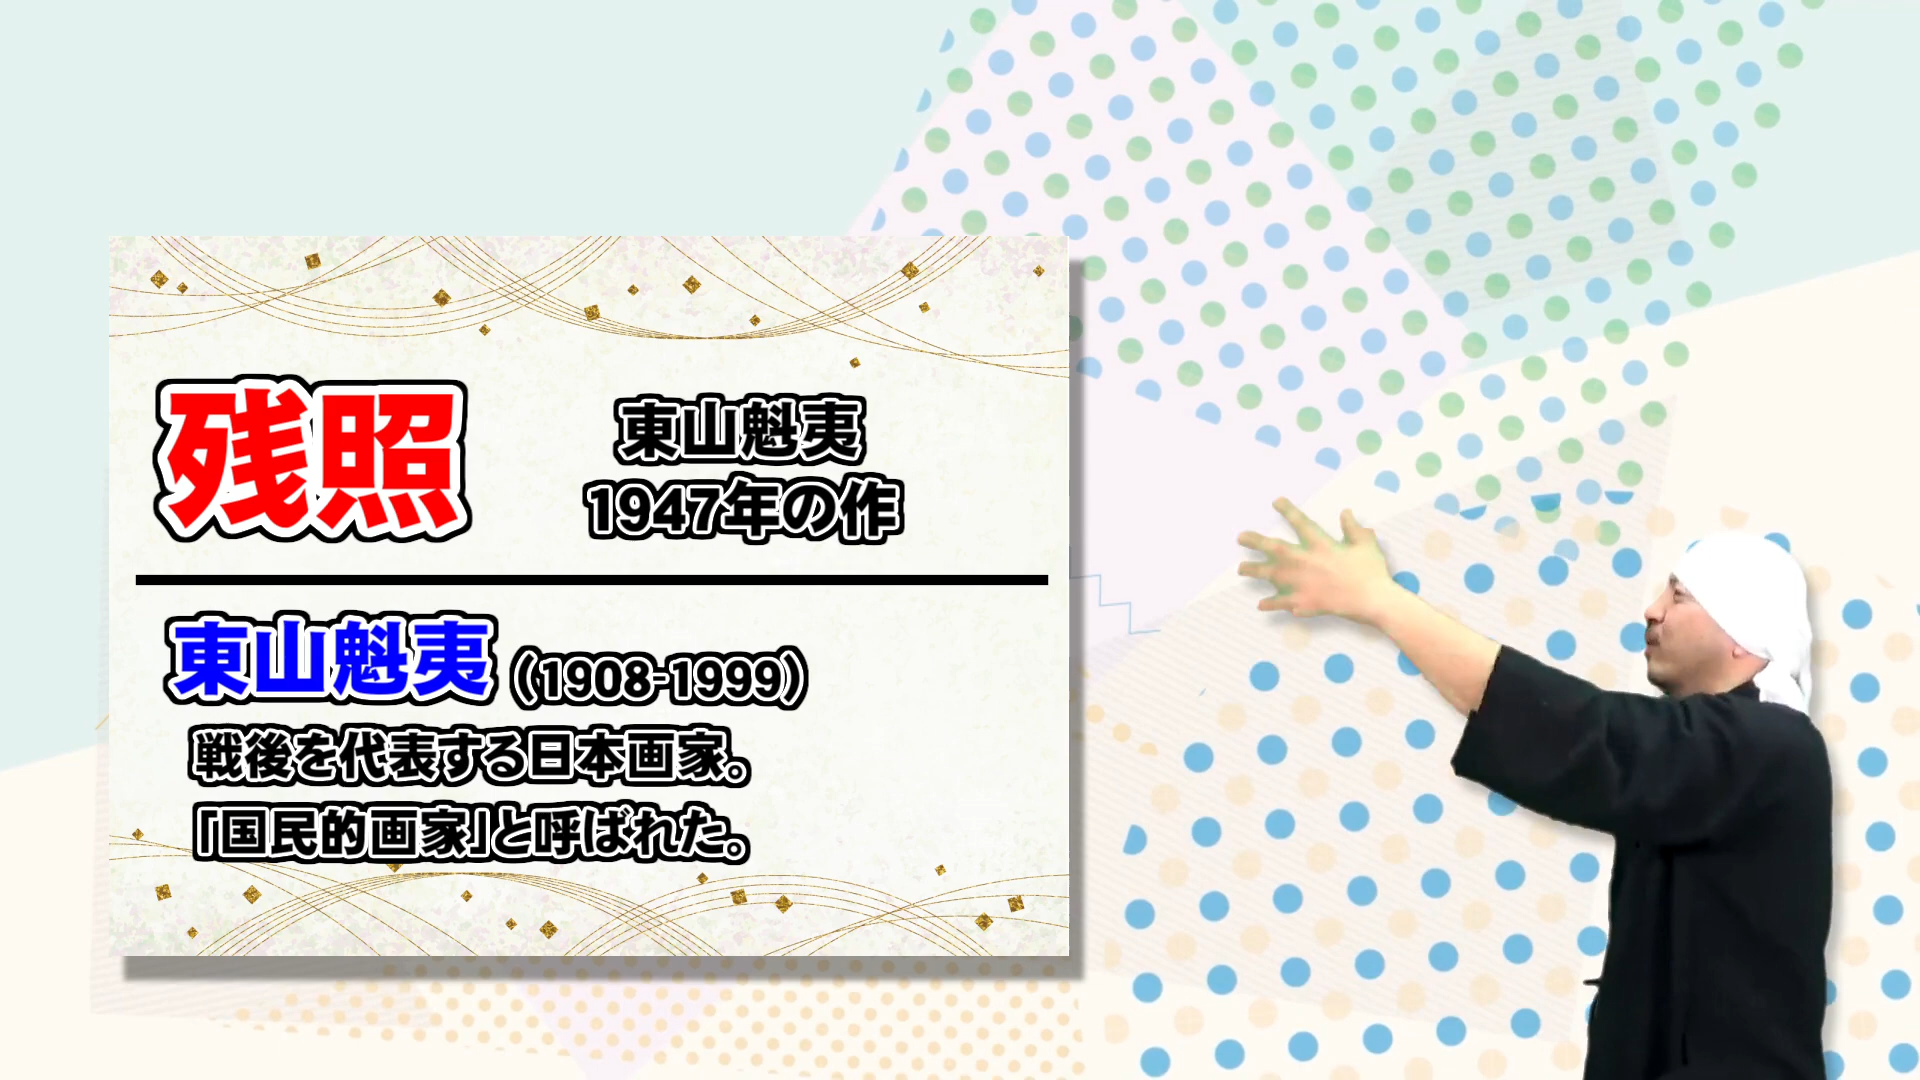 残照
東山魁夷
1947年の作
東山魁夷(1908-1999)
戦後を代表する日本画家。
「国民的画家」と呼ばれた。